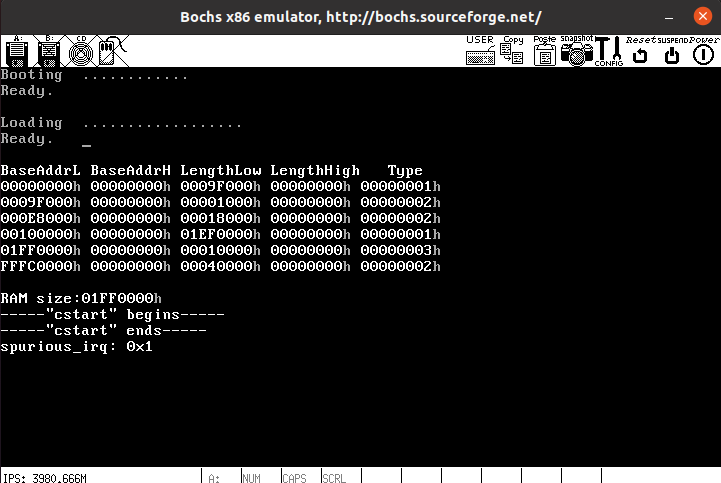 Bochs x86 emulator, http://bochs.sourceforge.net/
A: B: CD USER Copy Paste snapshot CONFIG Reset SUSPEND Power
Booting ............
Ready.
Loading ..................
Ready. _
BaseAddrL BaseAddrH LengthLow LengthHigh Type
00000000h 00000000h 0009F000h 00000000h 00000001h
0009F000h 00000000h 00001000h 00000000h 00000002h
000E8000h 00000000h 00018000h 00000000h 00000002h
00100000h 00000000h 01EF0000h 00000000h 00000001h
01FF0000h 00000000h 00010000h 00000000h 00000003h
FFFC0000h 00000000h 00040000h 00000000h 00000002h
RAM size:01FF0000h
-----"cstart" begins-----
-----"cstart" ends-----
spurious_irq: 0x1
IPS: 3980.666M A: NUM CAPS SCRL